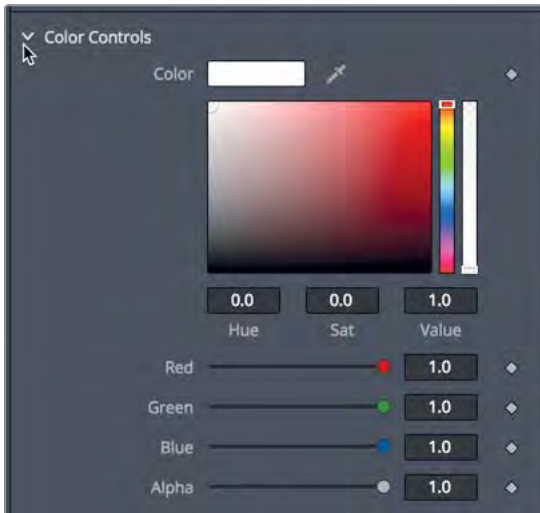 Color Controls
Color
0.0 0.0 1.0
Hue Sat Value
Red 1.0
Green 1.0
Blue 1.0
Alpha 1.0